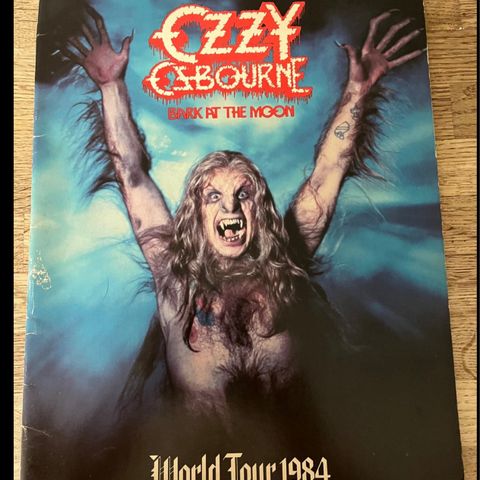 OZZY
OSBOURNE
BARK AT THE MOON
World Tour 1984